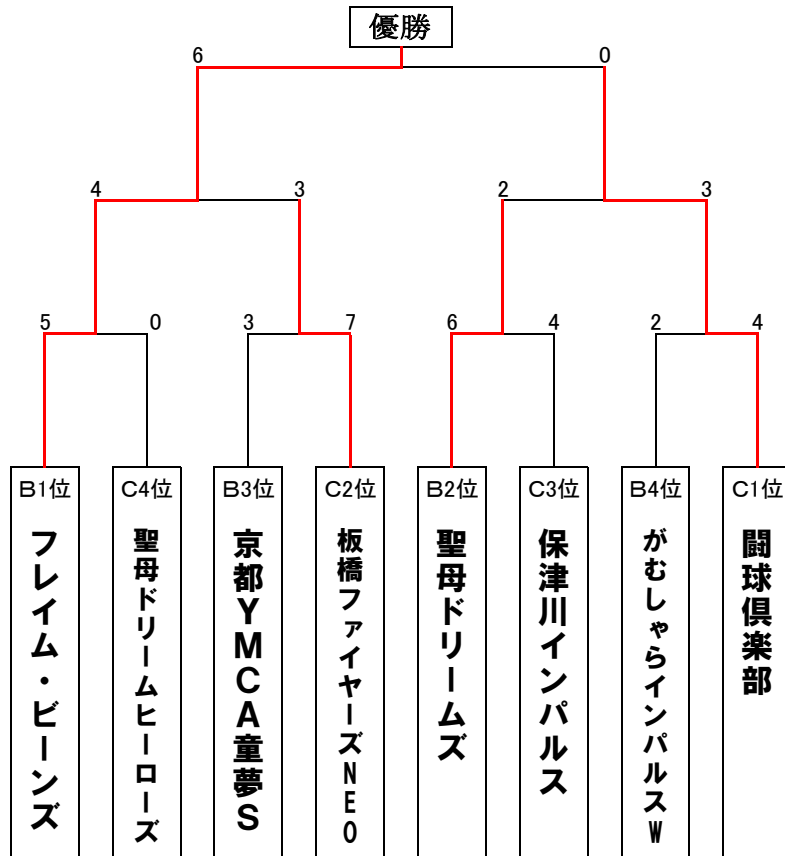 優勝
6
0
4
3
2
3
5
0
3
7
6
4
2
4
B1位
フレイム・ビーンズ
C4位
聖母ドリームヒーローズ
B3位
京都YMCA童夢S
C2位
板橋ファイヤーズNEO
B2位
聖母ドリームズ
C3位
保津川インパルス
B4位
がむしゃらインパルスW
C1位
闘球倶楽部